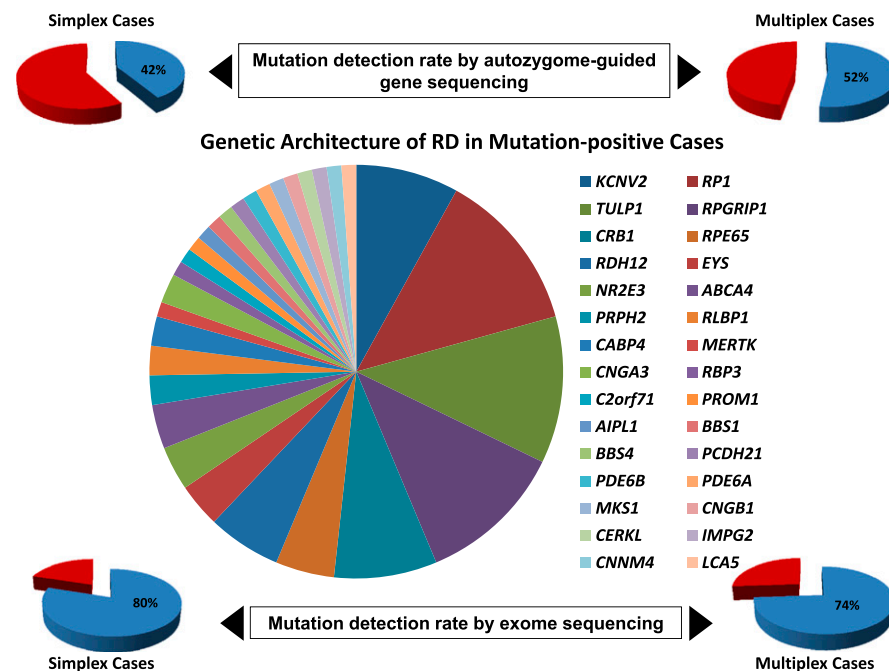 Simplex Cases
Multiplex Cases
42%
Mutation detection rate by autozygome-guided
gene sequencing
52%
Genetic Architecture of RD in Mutation-positive Cases
KCNV2 RP1
TULP1 RPGRIP1
CRB1 RPE65
RDH12 EYS
NR2E3 ABCA4
PRPH2 RLBP1
CABP4 MERTK
CNGA3 RBP3
C2orf71 PROM1
AIPL1 BBS1
BBS4 PCDH21
PDE6B PDE6A
MKS1 CNGB1
CERKL IMPG2
CNNM4 LCA5
80%
Mutation detection rate by exome sequencing
74%
Simplex Cases
Multiplex Cases